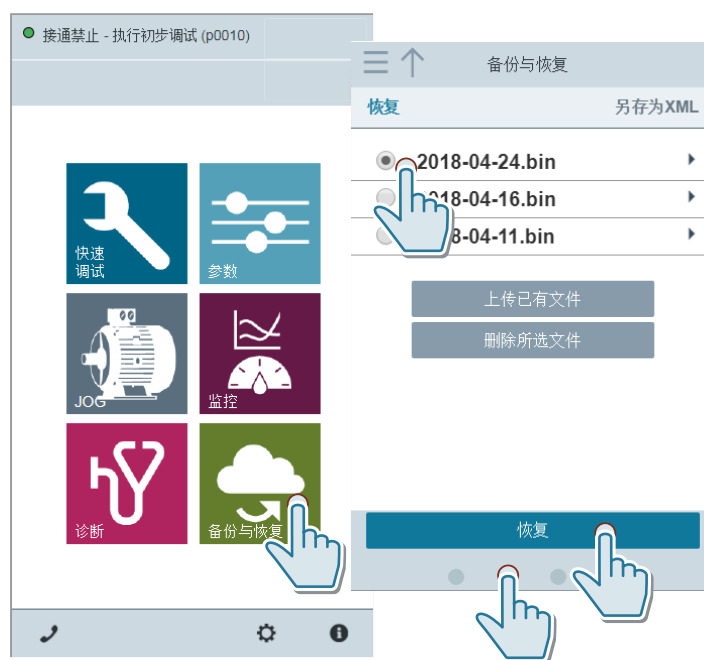 接通禁止 - 执行初步调试 (p0010)
快速
调试
参数
JOG
监控
诊断
备份与恢复
备份与恢复
恢复
另存为XML
2018-04-24.bin
-04-16.bin
8-04-11.bin
上传已有文件
删除所选文件
恢复